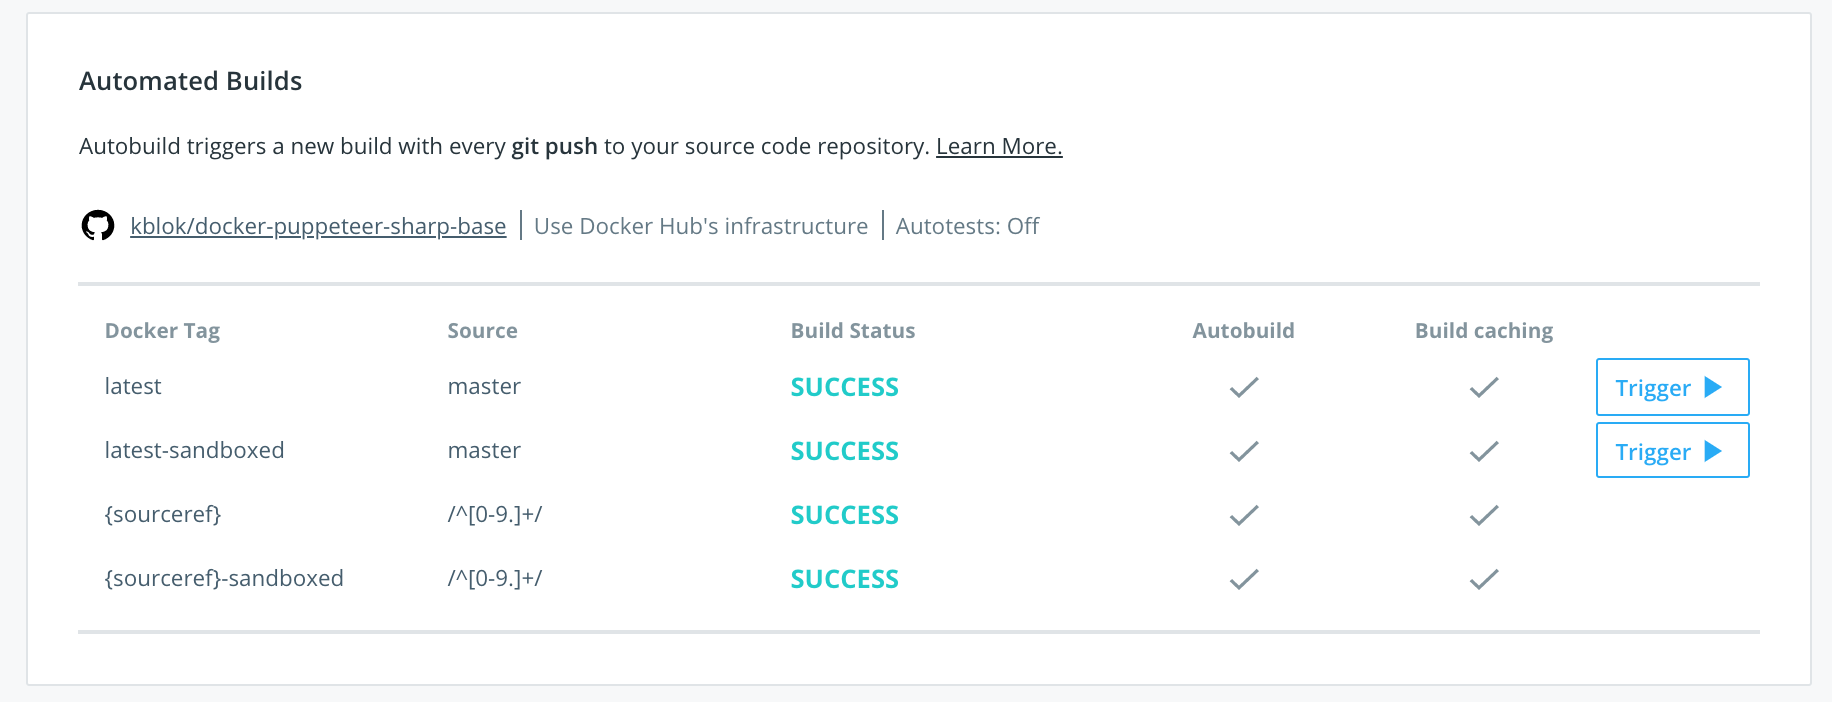 Automated Builds
Autobuild triggers a new build with every git push to your source code repository. Learn More.
kblok/docker-puppeteer-sharp-base | Use Docker Hub's infrastructure | Autotests: Off
Docker Tag Source Build Status Autobuild Build caching
latest master SUCCESS Trigger
latest-sandboxed master SUCCESS Trigger
{sourceref} /^[0-9.]+/ SUCCESS
{sourceref}-sandboxed /^[0-9.]+/ SUCCESS